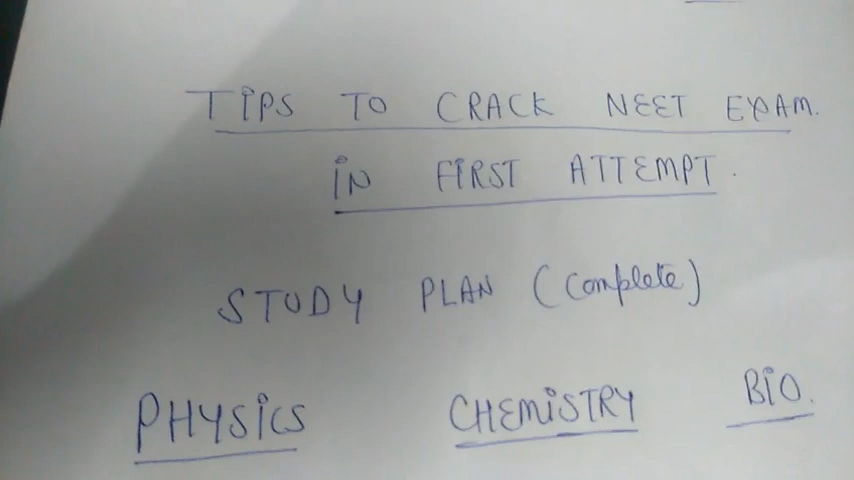 TIPS TO CRACK NEET EXAM.
IN FIRST ATTEMPT.
STUDY PLAN (Complete)
PHYSICS CHEMISTRY BIO.